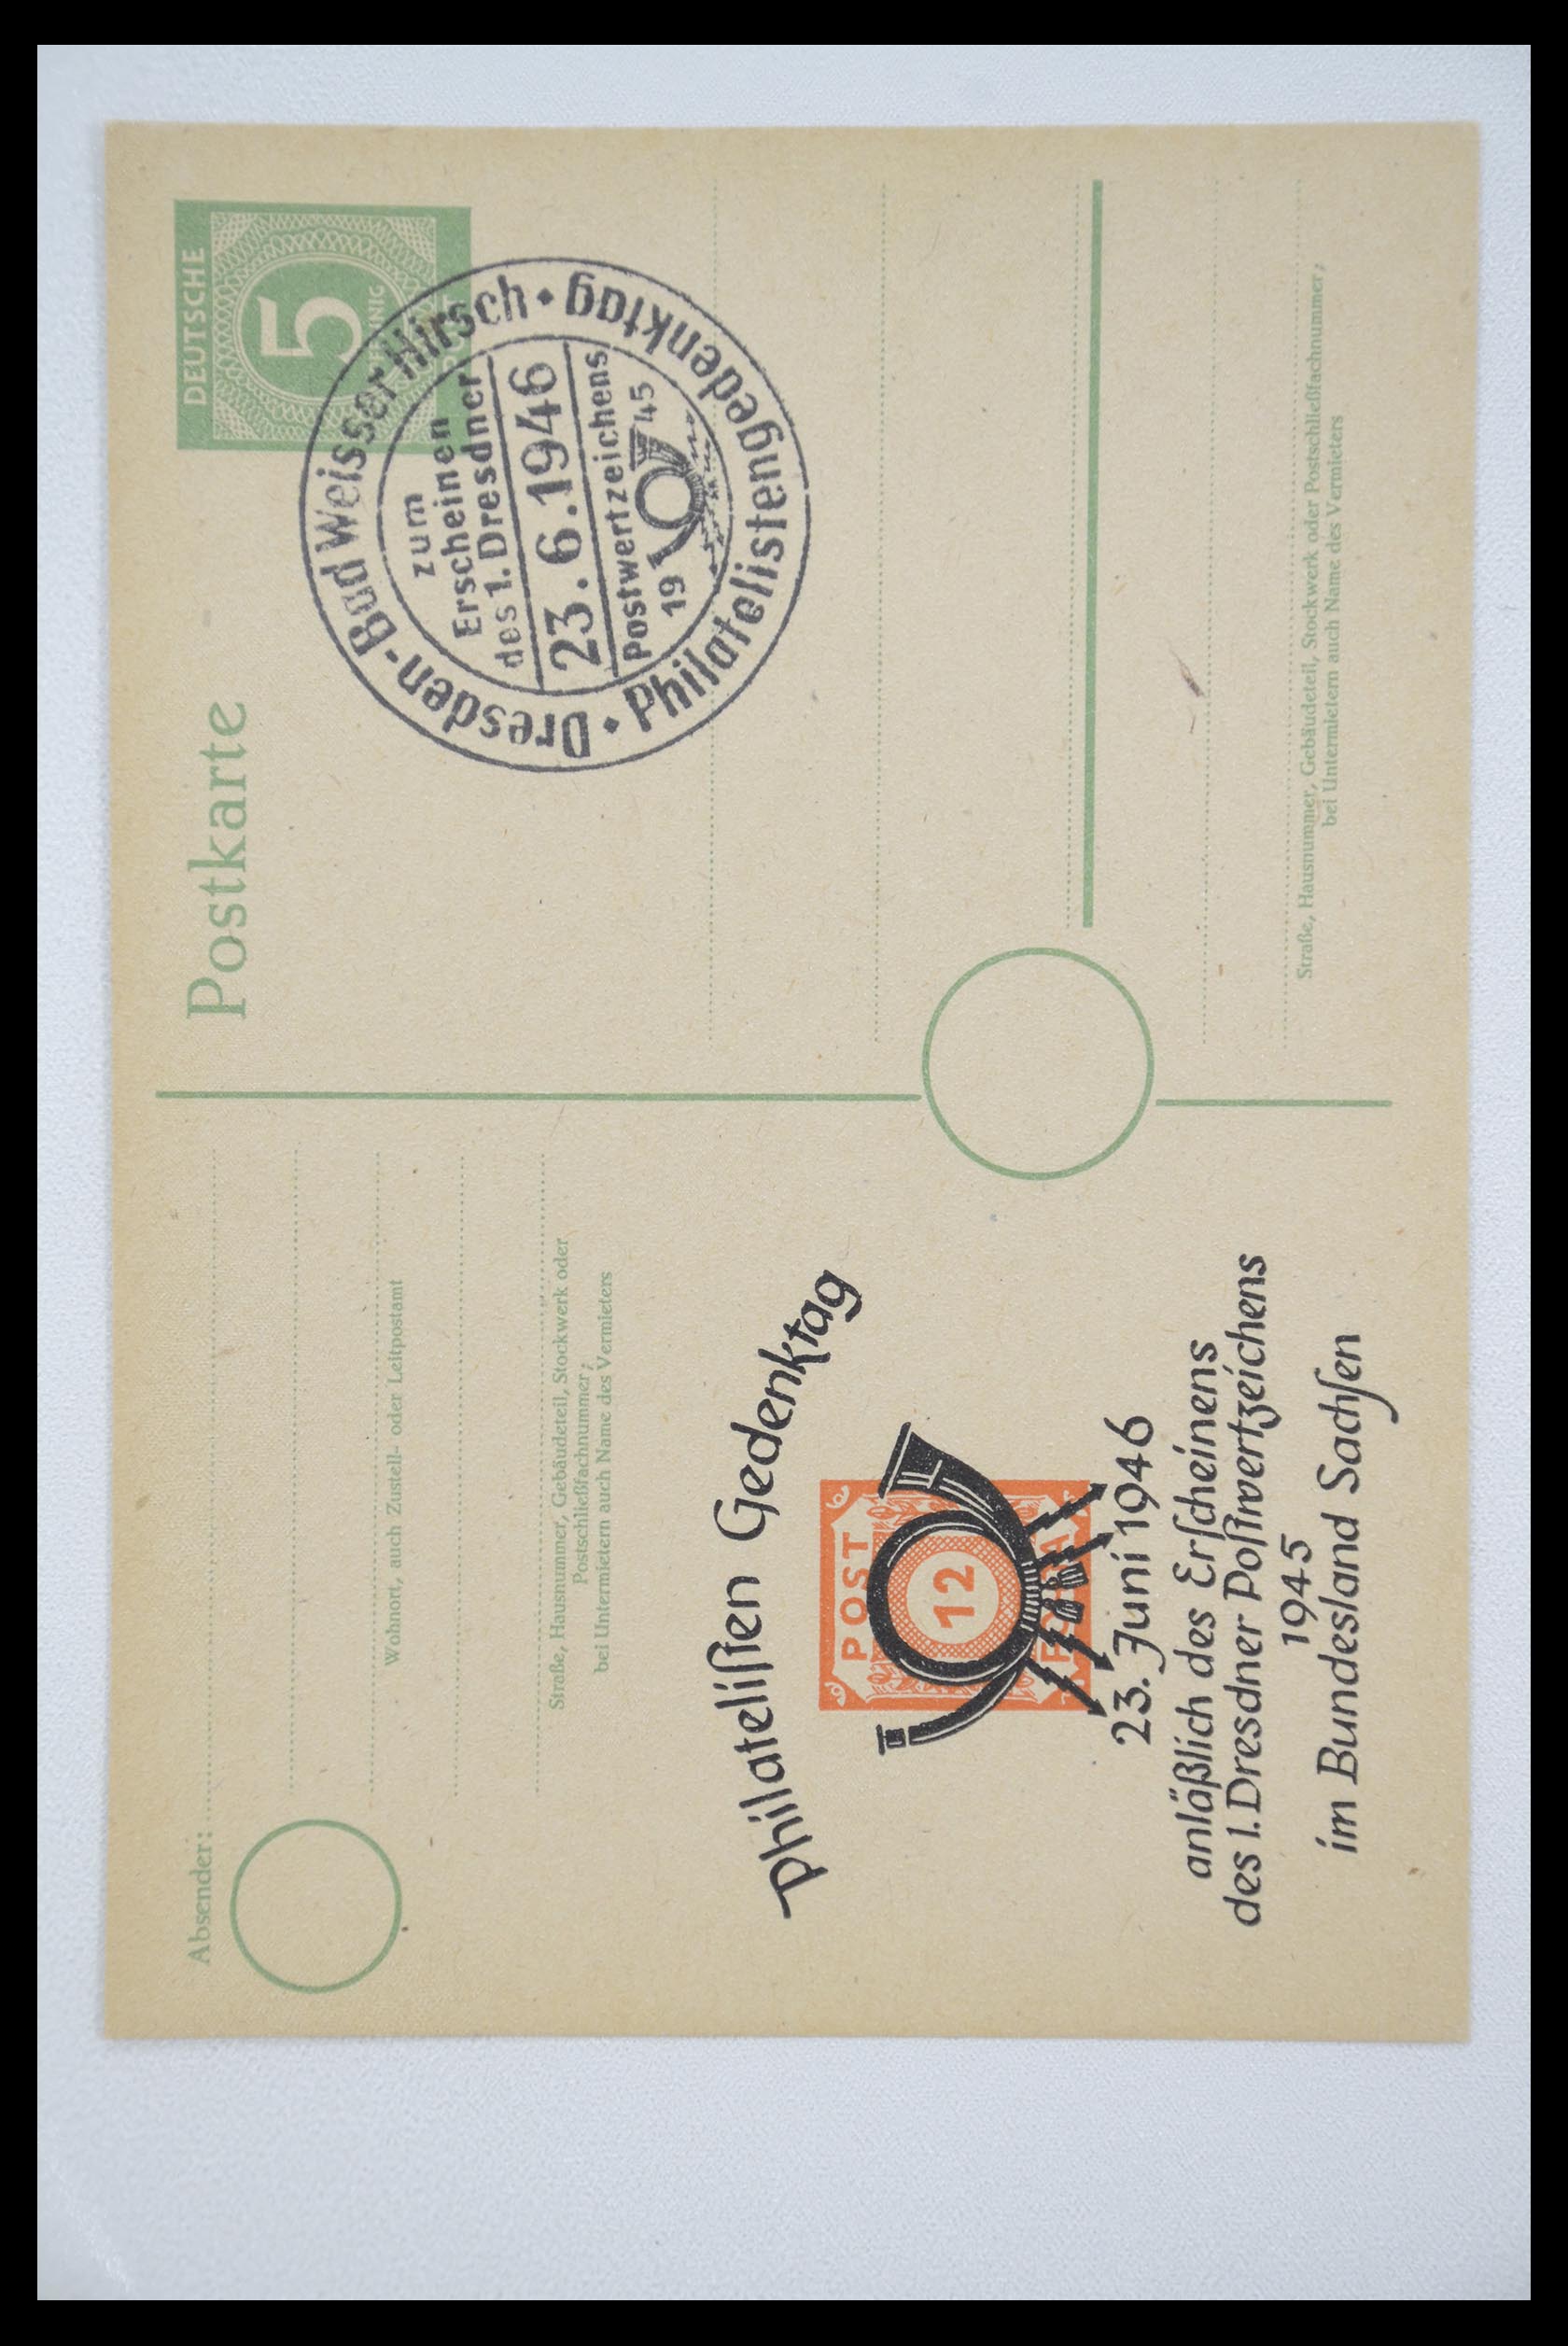 Absender:
Wohnort, auch Zustell- oder Leitpostamt
Straße, Hausnummer, Gebäudeteil, Stockwerk oder
Postschließfachnummer;
bei Untermietern auch Name des Vermieters
Philatelisten Gedenktag
POST
12
23. Juni 1946
anläßlich des Erscheinens
des 1. Dresdner Postwertzeichens
1945
im Bundesland Sachsen
Postkarte
DEUTSCHE
5
Dresden-Bad Weisser Hirsch
zum
Erscheinen
des 1. Dresdner
23.6.1946
Postwertzeichens
19 45
Philatelistengedenktag
Straße, Hausnummer, Gebäudeteil, Stockwerk oder Postschließfachnummer;
bei Untermietern auch Name des Vermieters